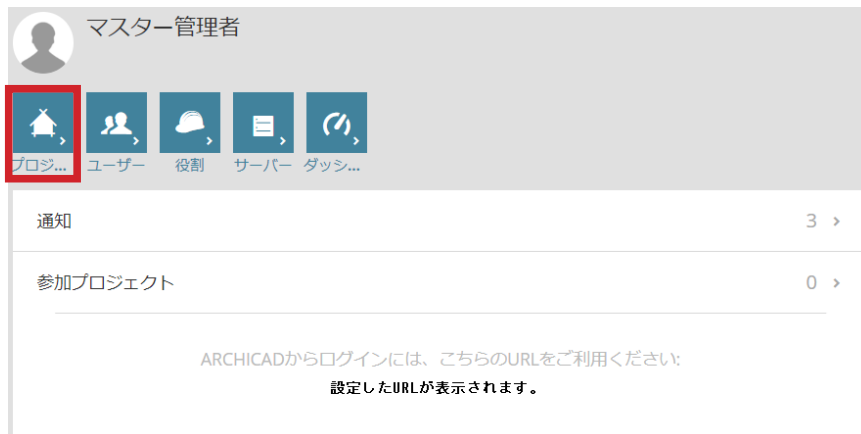 マスター管理者
プロジ...
ユーザー
役割
サーバー
ダッシ...
通知 3
参加プロジェクト 0
ARCHICADからログインには、こちらのURLをご利用ください:
設定したURLが表示されます。